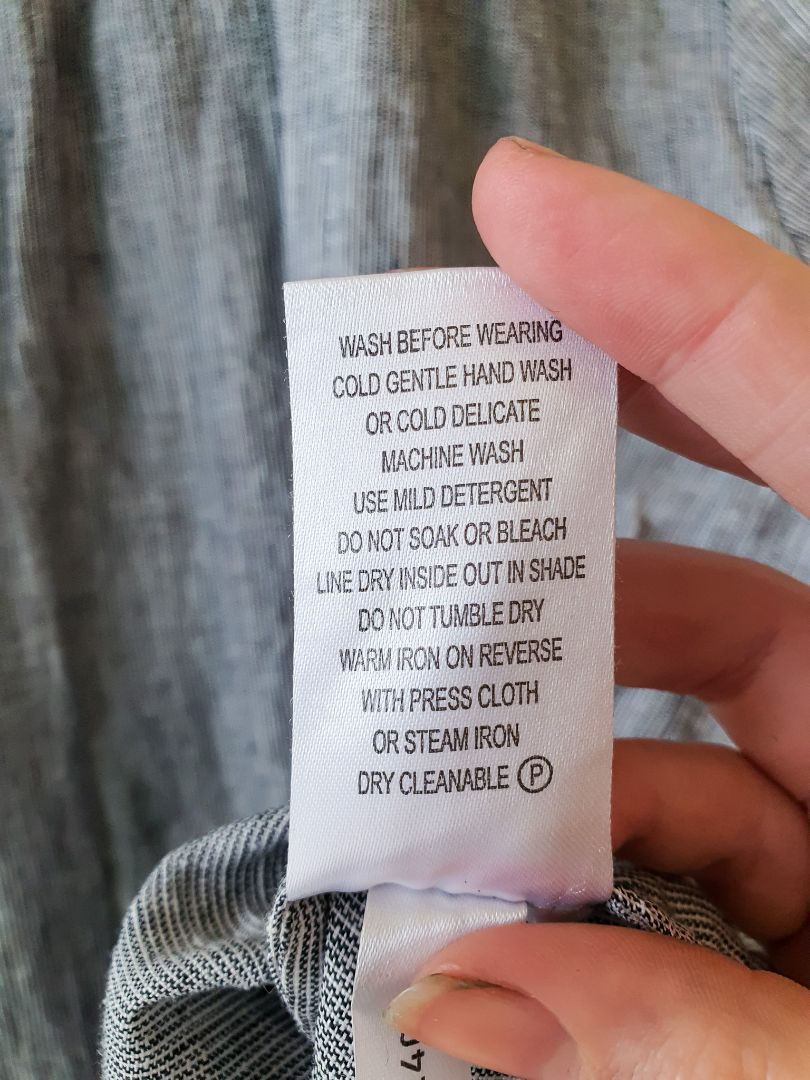 WASH BEFORE WEARING
COLD GENTLE HAND WASH
OR COLD DELICATE
MACHINE WASH
USE MILD DETERGENT
DO NOT SOAK OR BLEACH
LINE DRY INSIDE OUT IN SHADE
DO NOT TUMBLE DRY
WARM IRON ON REVERSE
WITH PRESS CLOTH
OR STEAM IRON
DRY CLEANABLE Ⓟ